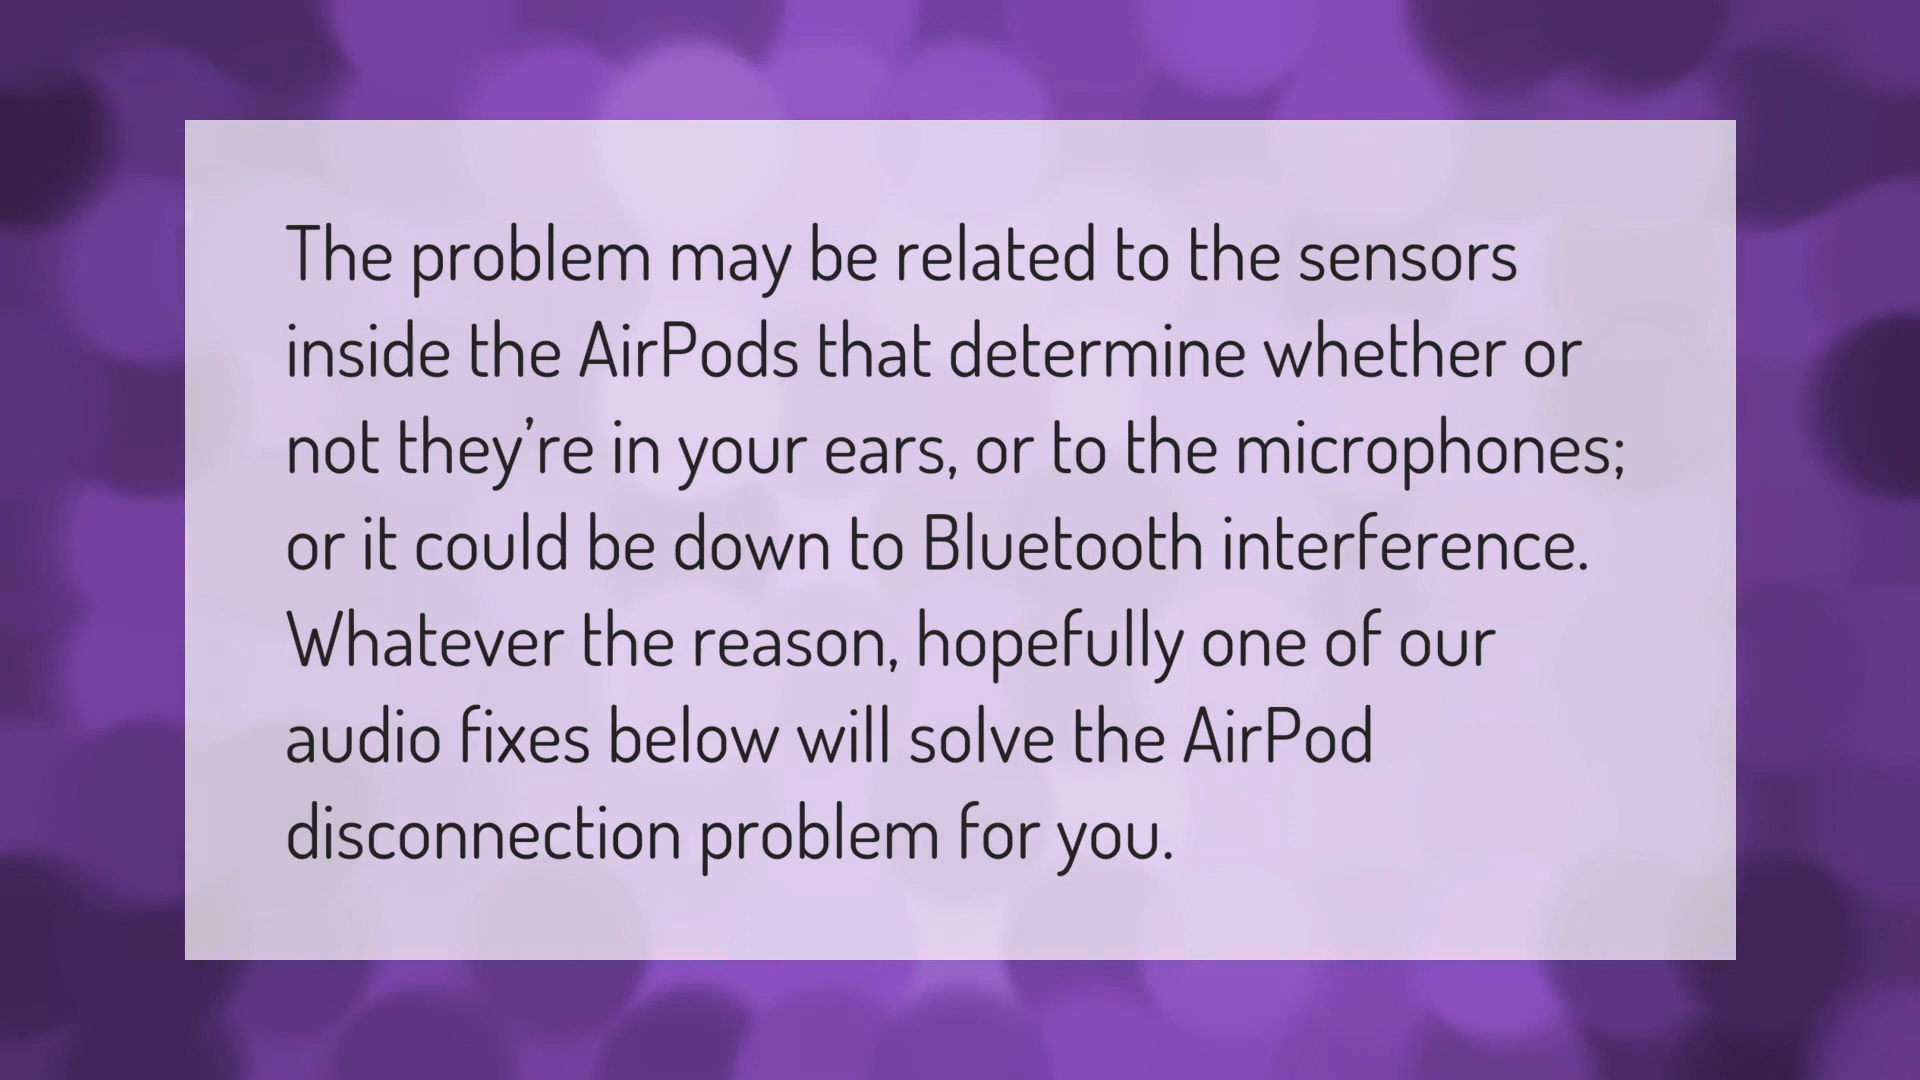 The problem may be related to the sensors
inside the AirPods that determine whether or
not they’re in your ears, or to the microphones;
or it could be down to Bluetooth interference.
Whatever the reason, hopefully one of our
audio fixes below will solve the AirPod
disconnection problem for you.